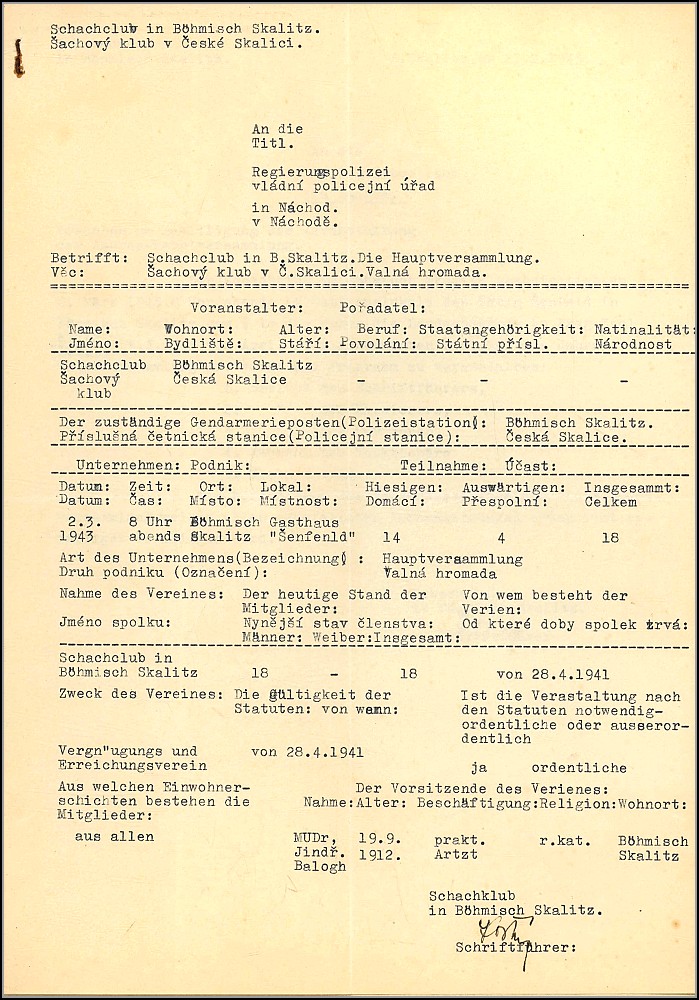 Schachclub in Böhmisch Skalitz.
Šachový klub v České Skalici.
An die
Titl.
Regierungspolizei
vládní policejní úřad
in Náchod.
v Náchodě.
Betrifft: Schachclub in B.Skalitz.Die Hauptversammlung.
Věc: Šachový klub v Č.Skalici.Valná hromada.
Voranstalter: Pořadatel:
Name: Wohnort: Alter: Beruf: Staatangehörigkeit: Natinalität:
Jméno: Bydliště: Stáří: Povolání: Státní přísl. Národnost
Schachclub Böhmisch Skalitz
Šachový Česká Skalice - - -
klub
Der zuständige Gendarmerieposten(Polizeistation): Böhmisch Skalitz.
Příslušná četnická stanice(Policejní stanice): Česká Skalice.
Unternehmen: Podnik: Teilnahme: Účast:
Datum: Zeit: Ort: Lokal: Hiesigen: Auswärtigen: Insgesammt:
Datum: Čas: Místo: Místnost: Domácí: Přespolní: Celkem
2.3. 8 Uhr Böhmisch Gasthaus
1943 abends Skalitz "Šenfenld" 14 4 18
Art des Unternehmens(Bezeichnung) : Hauptversammlung
Druh podniku (Označení): Valná hromada
Nahme des Vereines: Der heutige Stand der Von wem besteht der
Mitglieder: Verien:
Jméno spolku: Nynější stav členstva: Od které doby spolek trvá:
Männer: Weiber:Insgesamt:
Schachclub in
Böhmisch Skalitz 18 - 18 von 28.4.1941
Zweck des Vereines: Die Gültigkeit der Ist die Verastaltung nach
Statuten: von wann: den Statuten notwendig-
ordentliche oder ausseror-
dentlich
Vergn"ugungs und von 28.4.1941
Erreichungsverein
ja ordentliche
Aus welchen Einwohner- Der Vorsitzende des Verienes:
schichten bestehen die Nahme:Alter: Beschäftigung:Religion:Wohnort:
Mitglieder:
aus allen MUDr, 19.9. prakt. r.kat. Böhmisch
Jindř. 1912. Artzt Skalitz
Balogh
Schachklub
in Böhmisch Skalitz.
Schriftführer: